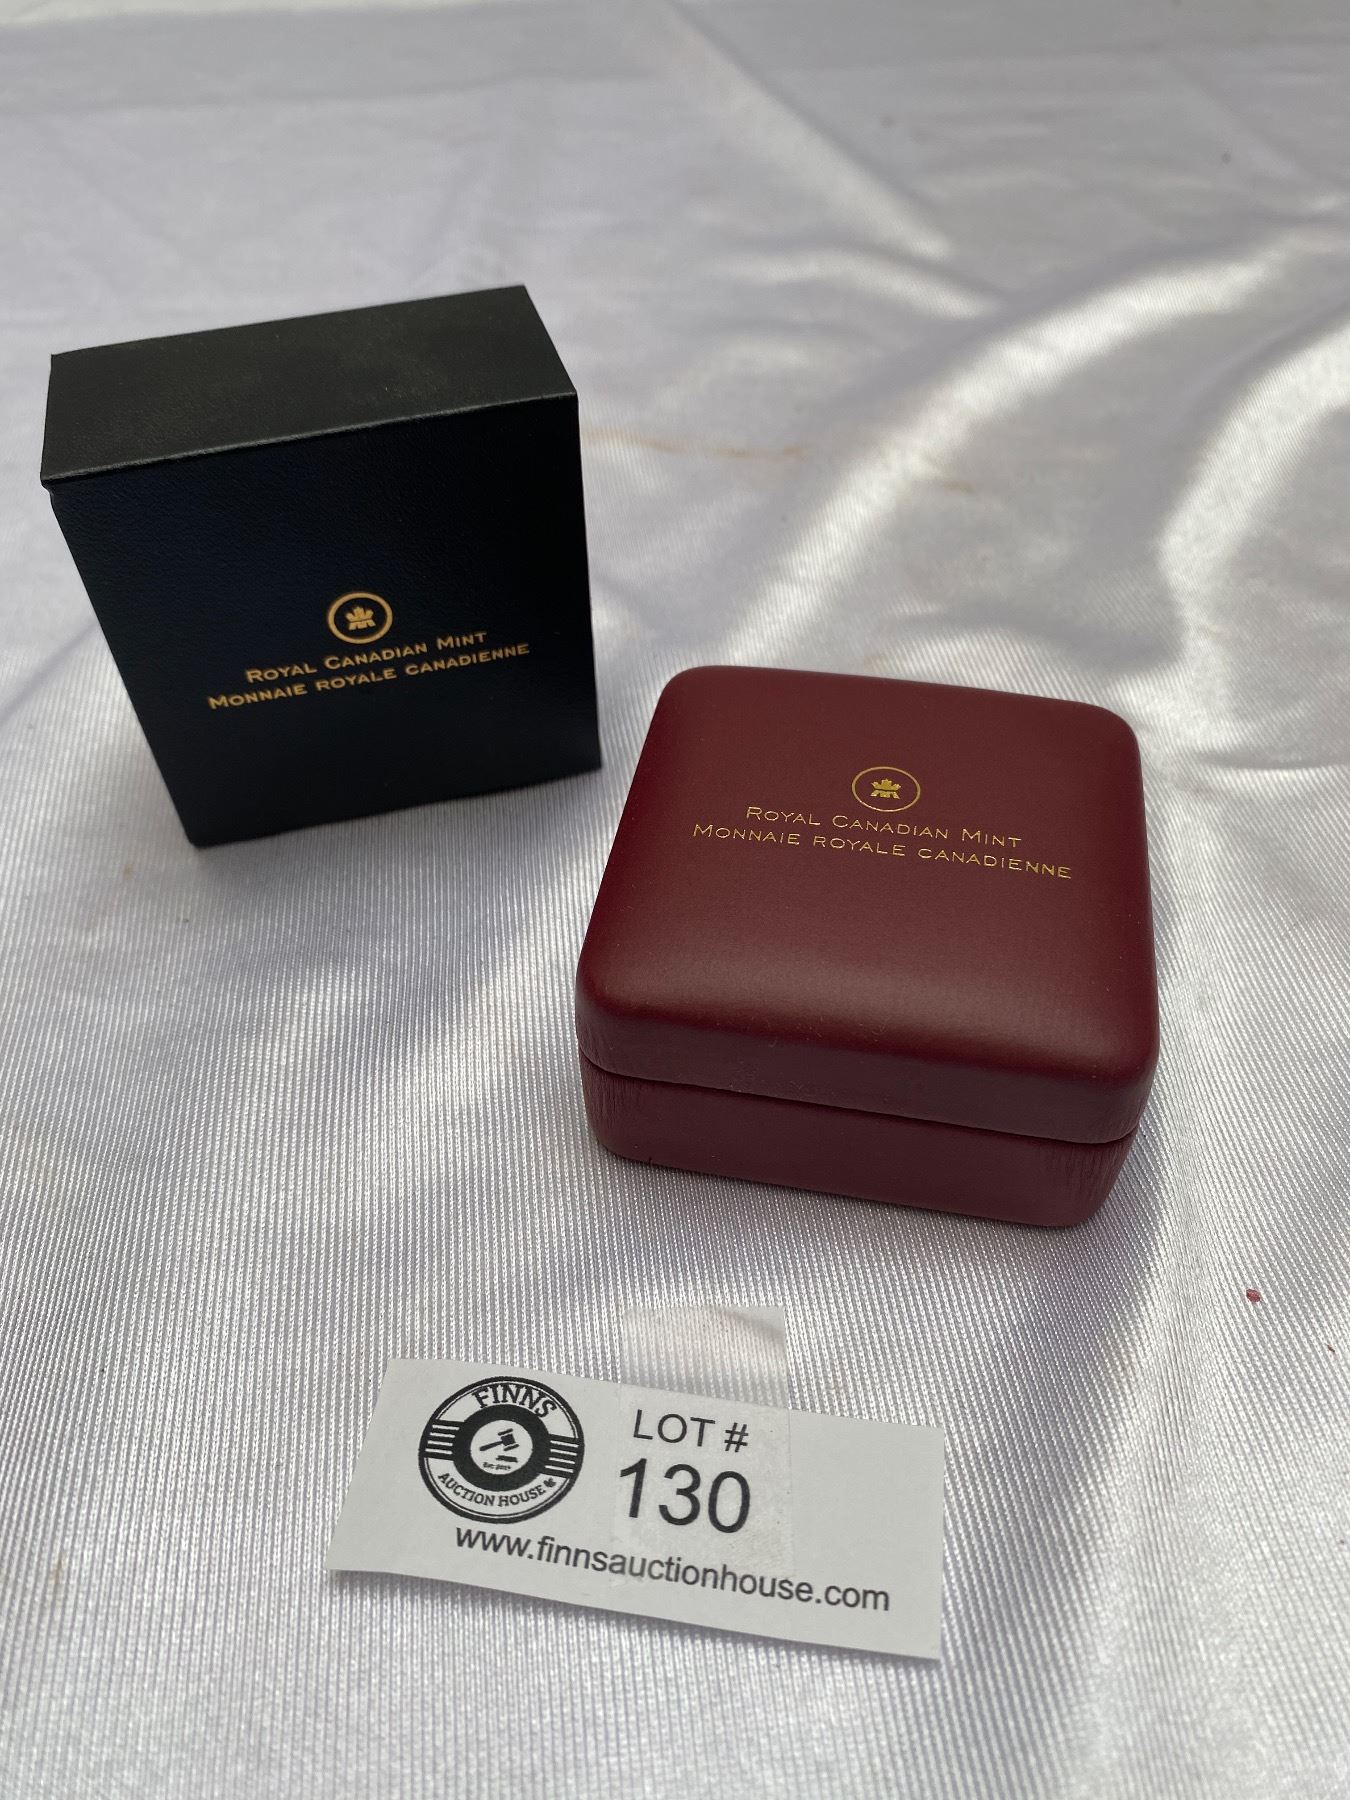 ROYAL CANADIAN MINT
MONNAIE ROYALE CANADIENNE
ROYAL CANADIAN MINT
MONNAIE ROYALE CANADIENNE
FINNS
AUCTION HOUSE
LOT #
130
www.finnsauctionhouse.com